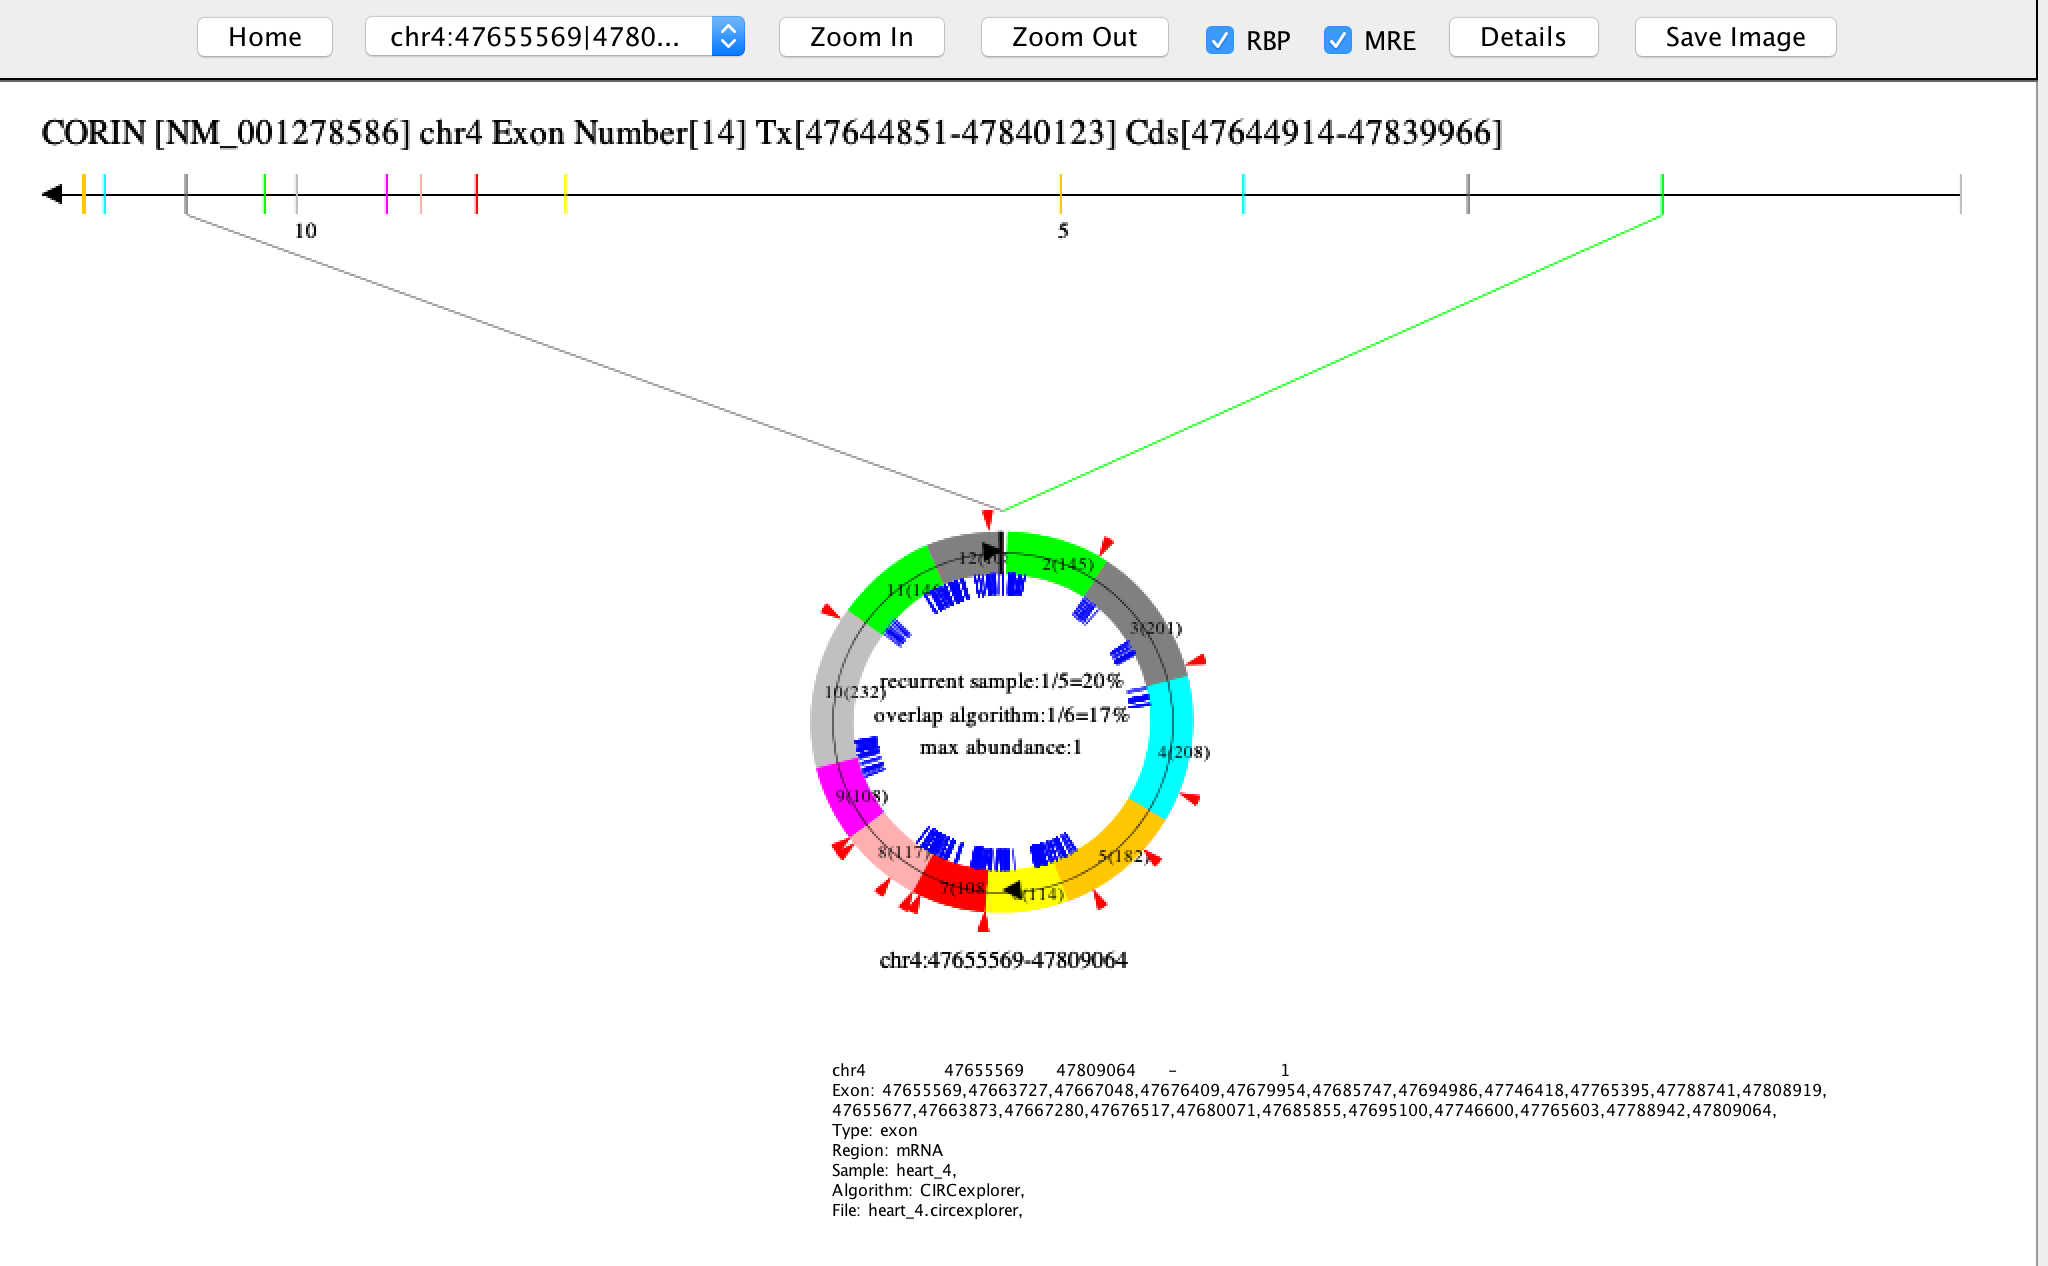 Home chr4:47655569|4780... Zoom In Zoom Out RBP MRE Details Save Image
CORIN [NM_001278586] chr4 Exon Number[14] Tx[47644851-47840123] Cds[47644914-47839966]
10 5
2(145)
3(201)
4(208)
5(182)
(114)
7(108
8(117)
9(108)
10(232)
11(14
12(10
recurrent sample:1/5=20%
overlap algorithm:1/6=17%
max abundance:1
chr4:47655569-47809064
chr4 47655569 47809064 - 1
Exon: 47655569,47663727,47667048,47676409,47679954,47685747,47694986,47746418,47765395,47788741,47808919,
47655677,47663873,47667280,47676517,47680071,47685855,47695100,47746600,47765603,47788942,47809064,
Type: exon
Region: mRNA
Sample: heart_4,
Algorithm: CIRCexplorer,
File: heart_4.circexplorer,